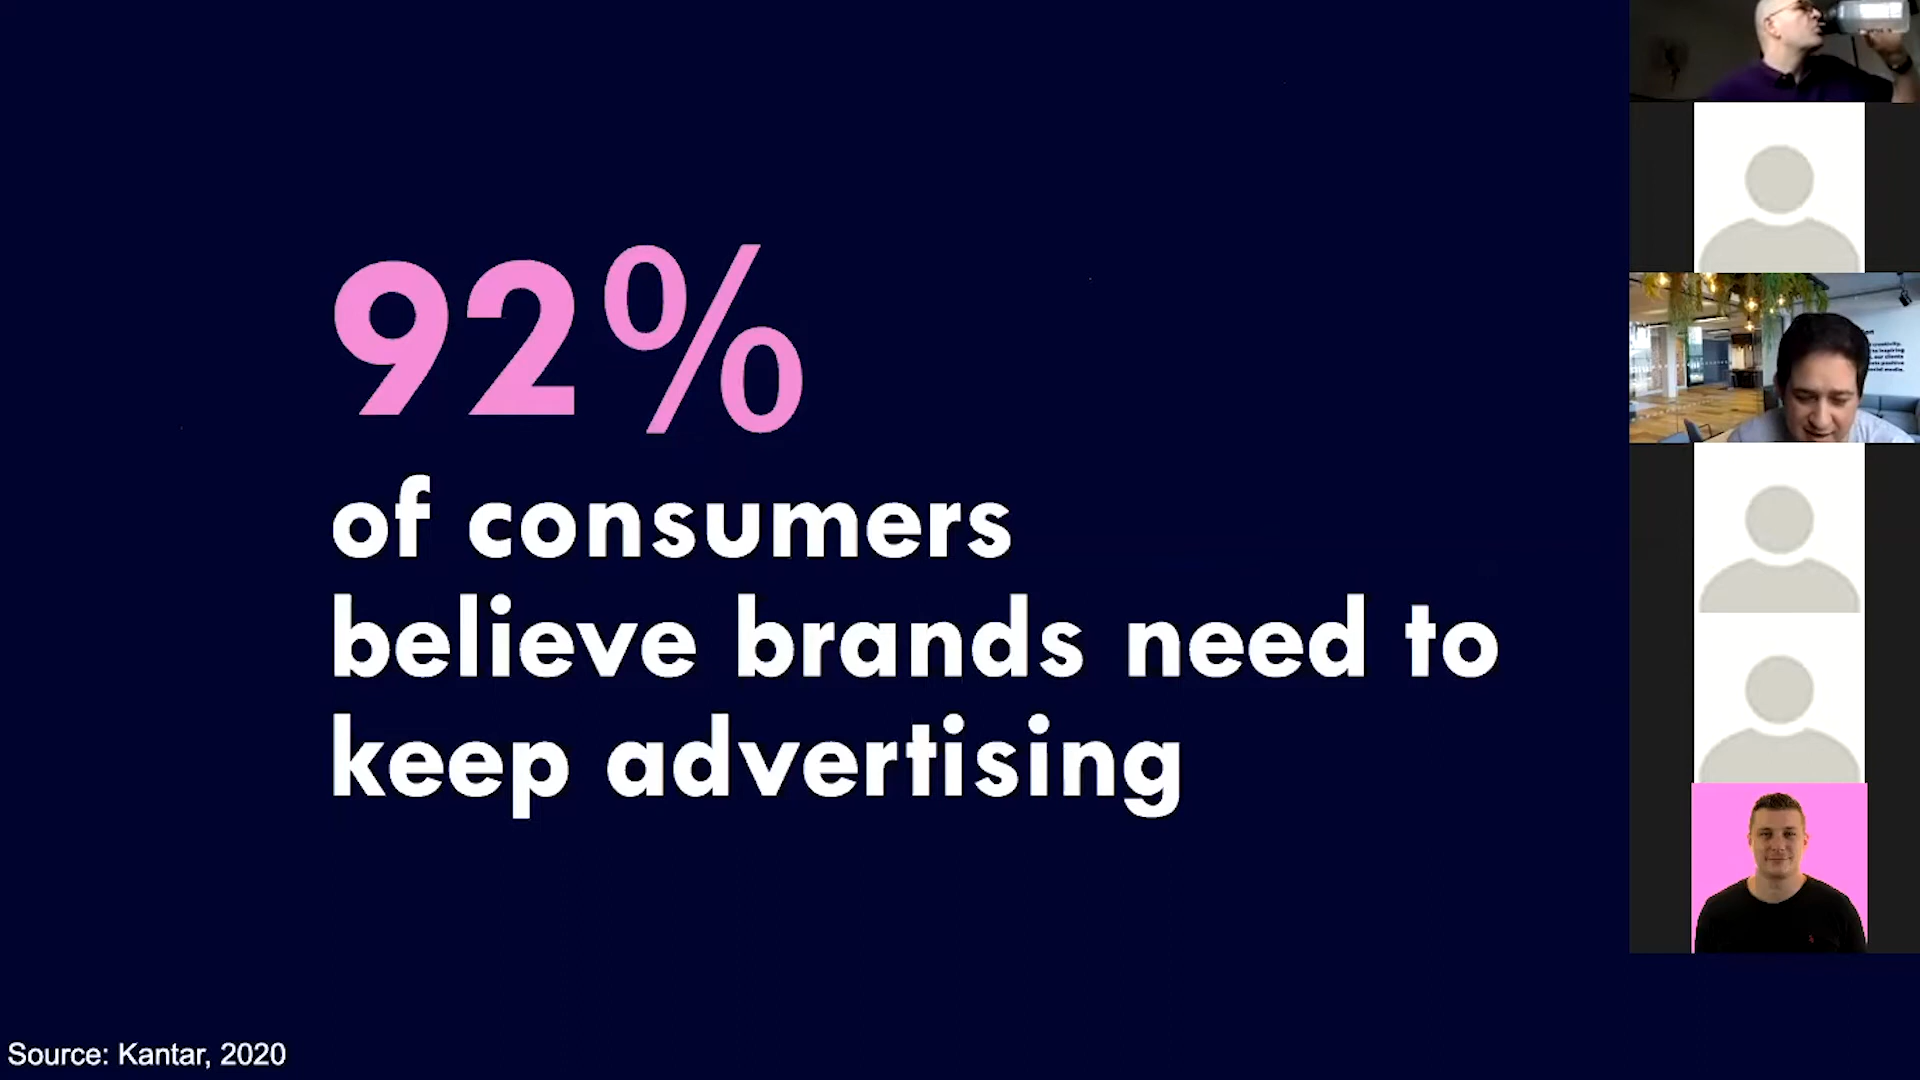 92%
of consumers
believe brands need to
keep advertising
Source: Kantar, 2020